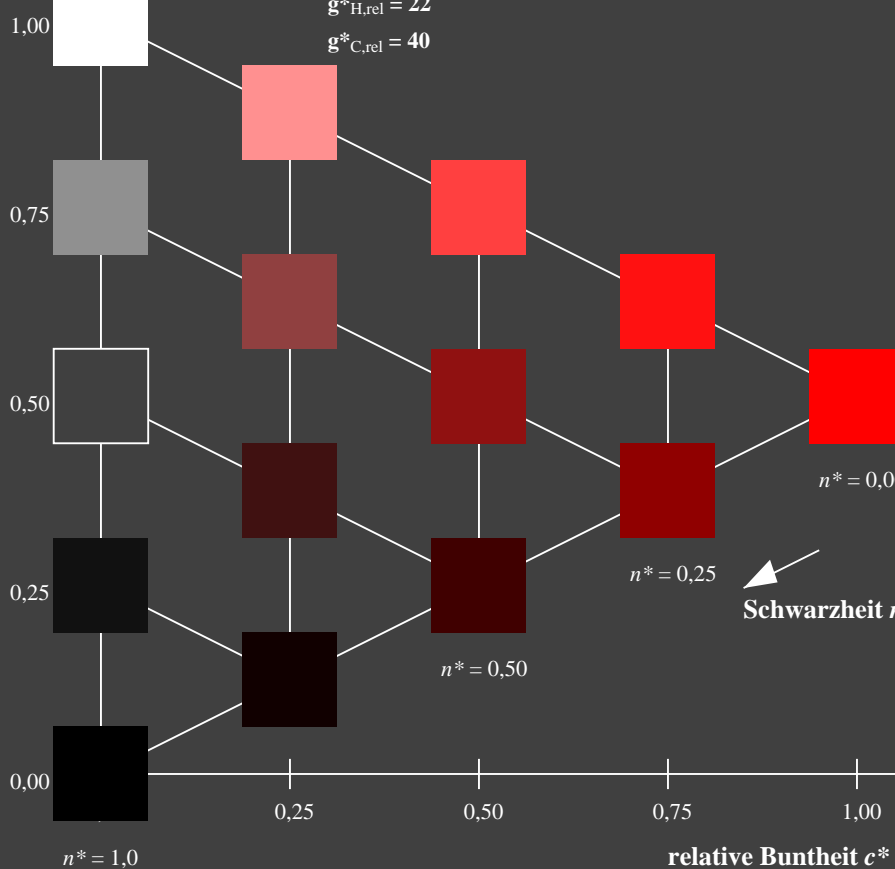 g*H,rel = 22
1,00
g*C,rel = 40
0,75
0,50
n* = 0,0
n* = 0,25
0,25
Schwarzheit n
n* = 0,50
0,00
0,25
0,50
0,75
1,00
n* = 1,0
relative Buntheit c*